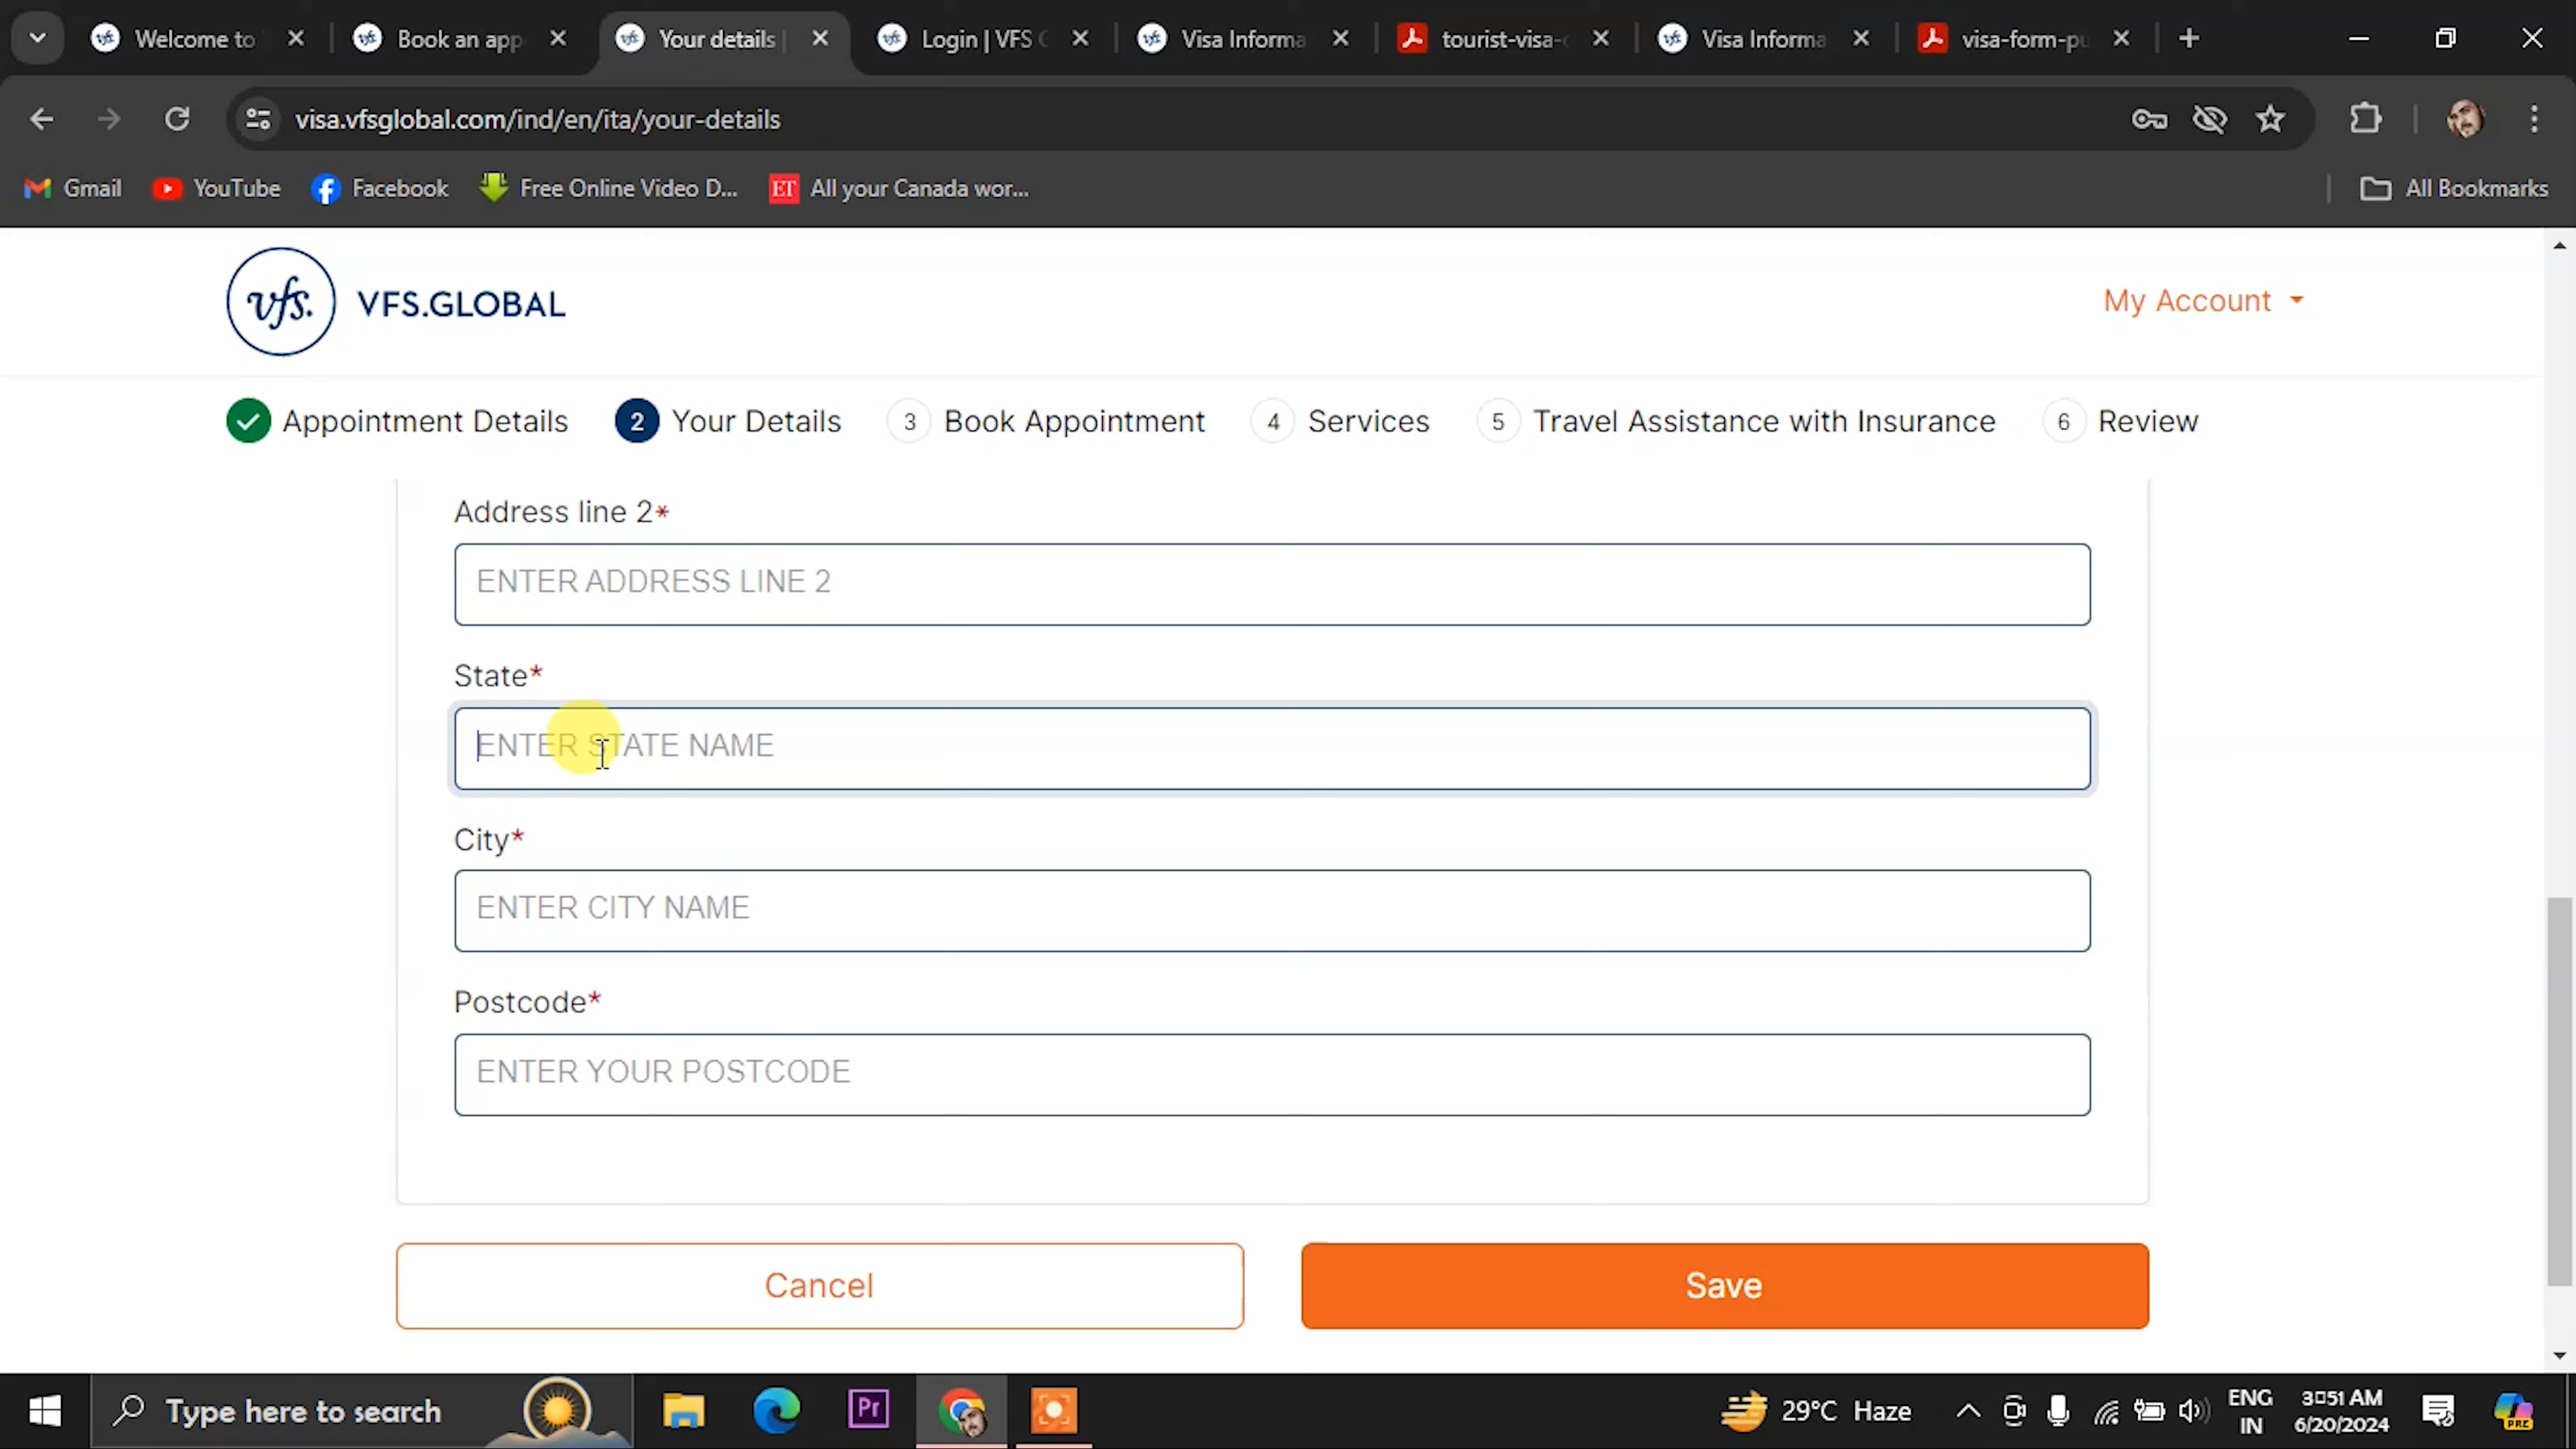 Welcome to
Book an app
Your details |
Login | VFS G
Visa Informa
tourist-visa-
Visa Informa
visa-form-pu
visa.vfsglobal.com/ind/en/ita/your-details
Gmail
YouTube
Facebook
Free Online Video D...
ET
All your Canada wor...
All Bookmarks
vfs.
VFS.GLOBAL
My Account
Appointment Details
2 Your Details
3 Book Appointment
4 Services
5 Travel Assistance with Insurance
6 Review
Address line 2*
ENTER ADDRESS LINE 2
State*
ENTER STATE NAME
City*
ENTER CITY NAME
Postcode*
ENTER YOUR POSTCODE
Cancel
Save
Type here to search
Pr
29°C Haze
ENG
IN
3:51 AM
6/20/2024
PRE